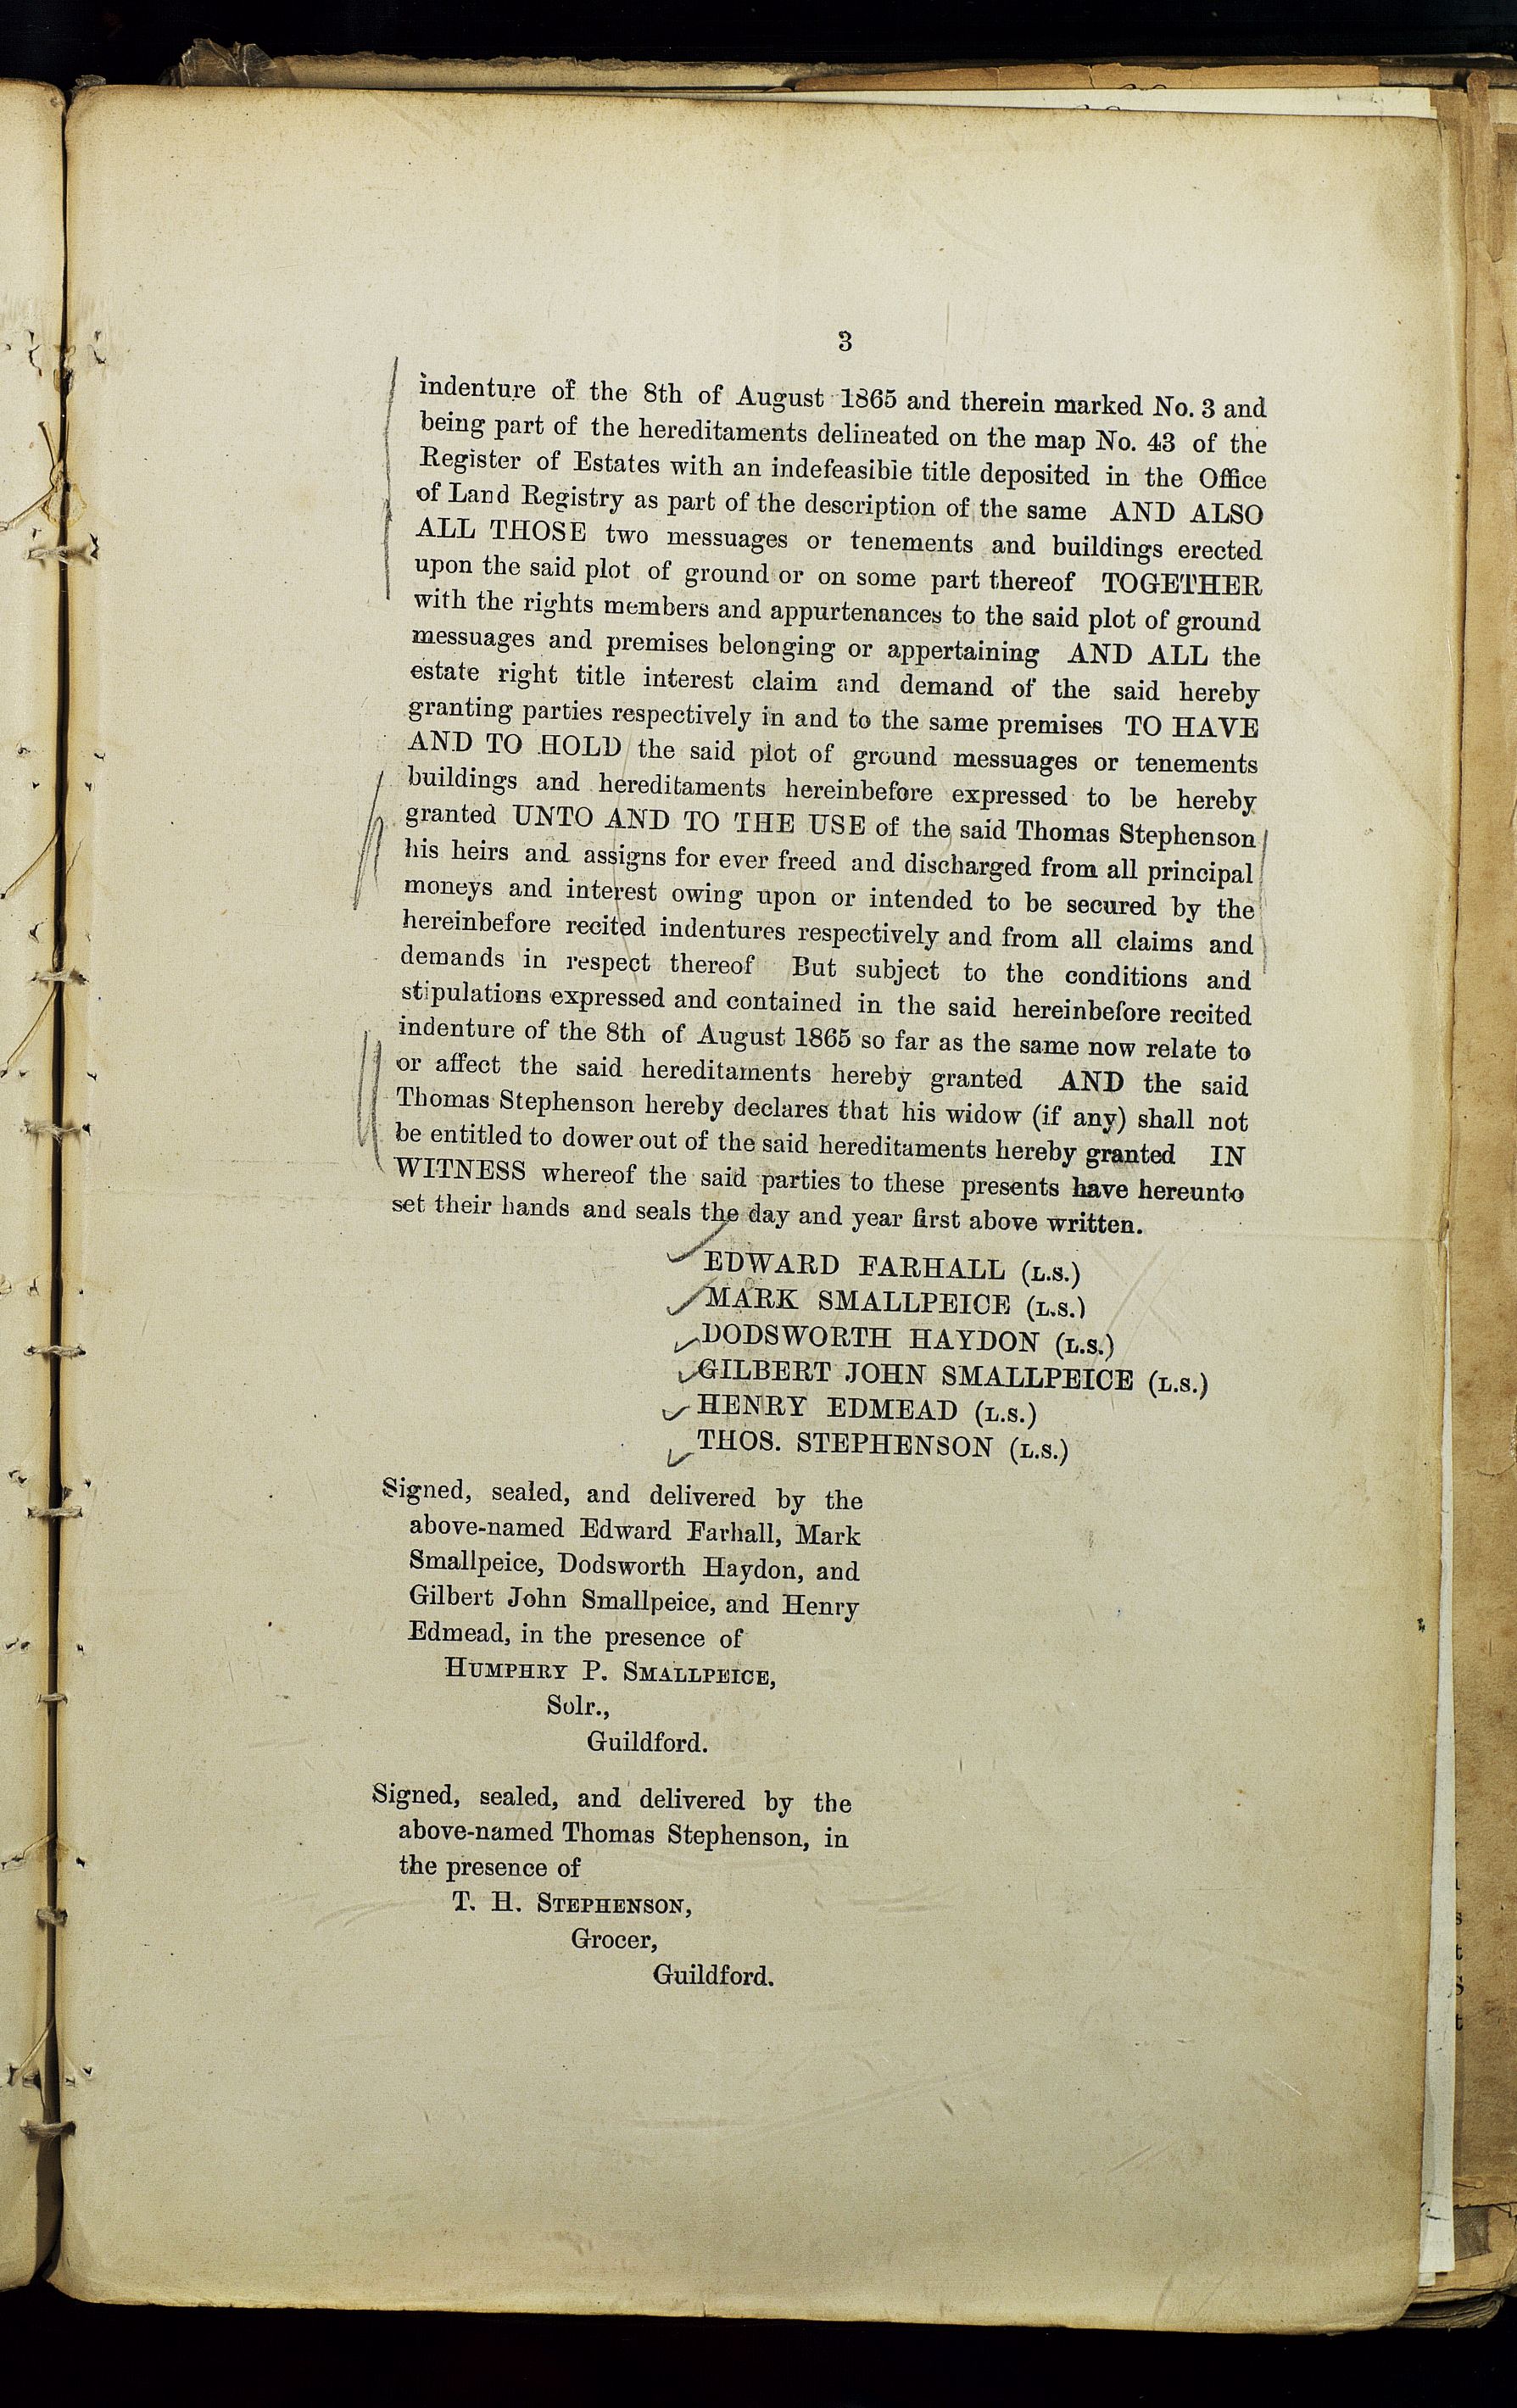 3
indenture of the 8th of August 1865 and therein marked No. 3 and
being part of the hereditaments delineated on the map No. 43 of the
Register of Estates with an indefeasible title deposited in the Office
of Land Registry as part of the description of the same AND ALSO
ALL THOSE two messuages or tenements and buildings erected
upon the said plot of ground or on some part thereof TOGETHER
with the rights members and appurtenances to the said plot of ground
messuages and premises belonging or appertaining AND ALL the
estate right title interest claim and demand of the said hereby
granting parties respectively in and to the same premises TO HAVE
AND TO HOLD the said plot of ground messuages or tenements
buildings and hereditaments hereinbefore expressed to be hereby
granted UNTO AND TO THE USE of the said Thomas Stephenson
his heirs and assigns for ever freed and discharged from all principal
moneys and interest owing upon or intended to be secured by the
hereinbefore recited indentures respectively and from all claims and
demands in respect thereof But subject to the conditions and
stipulations expressed and contained in the said hereinbefore recited
indenture of the 8th of August 1865 so far as the same now relate to
or affect the said hereditaments hereby granted AND the said
Thomas Stephenson hereby declares that his widow (if any) shall not
be entitled to dower out of the said hereditaments hereby granted IN
WITNESS whereof the said parties to these presents have hereunto
set their hands and seals the day and year first above written.
EDWARD FARHALL (L.S.)
MARK SMALLPEICE (L.S.)
DODSWORTH HAYDON (L.S.)
GILBERT JOHN SMALLPEICE (L.S.)
HENRY EDMEAD (L.S.)
THOS. STEPHENSON (L.S.)
Signed, sealed, and delivered by the
above-named Edward Farhall, Mark
Smallpeice, Dodsworth Haydon, and
Gilbert John Smallpeice, and Henry
Edmead, in the presence of
HUMPHRY P. SMALLPEICE,
Solr.,
Guildford.
Signed, sealed, and delivered by the
above-named Thomas Stephenson, in
the presence of
T. H. STEPHENSON,
Grocer,
Guildford.